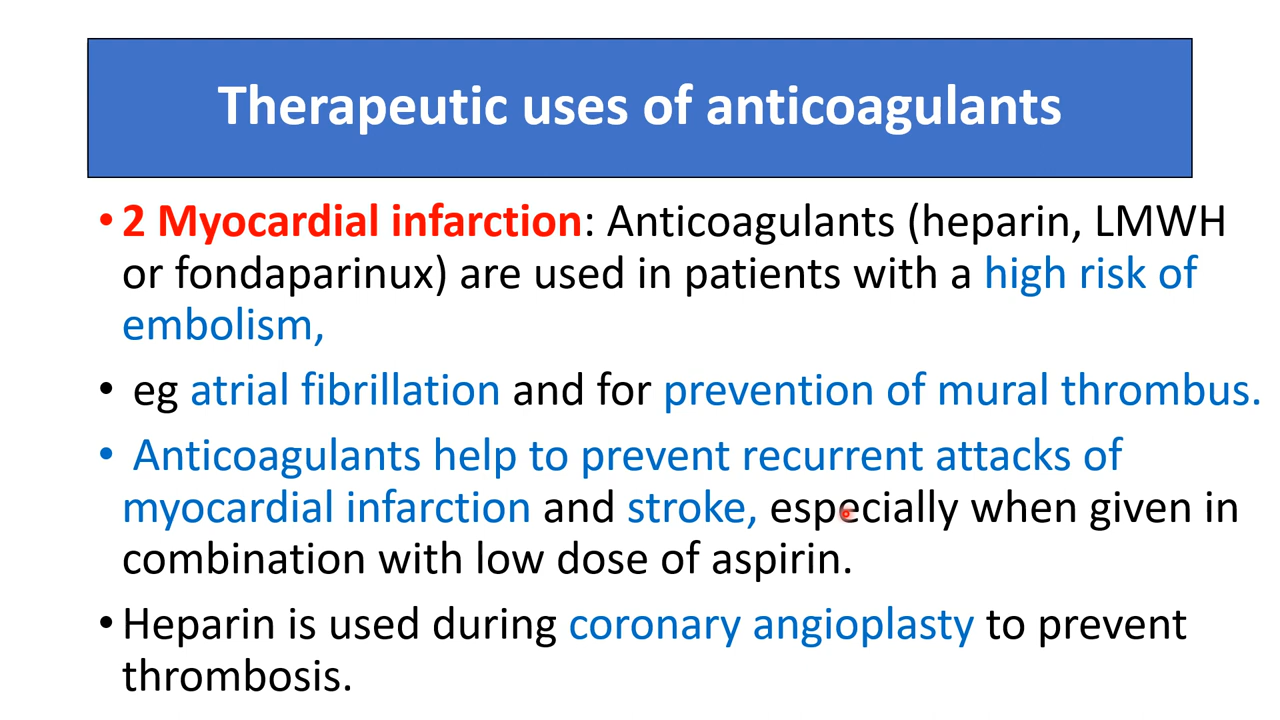 Therapeutic uses of anticoagulants
•2 Myocardial infarction: Anticoagulants (heparin, LMWH
or fondaparinux) are used in patients with a high risk of
embolism,
• eg atrial fibrillation and for prevention of mural thrombus.
• Anticoagulants help to prevent recurrent attacks of
myocardial infarction and stroke, especially when given in
combination with low dose of aspirin.
•Heparin is used during coronary angioplasty to prevent
thrombosis.